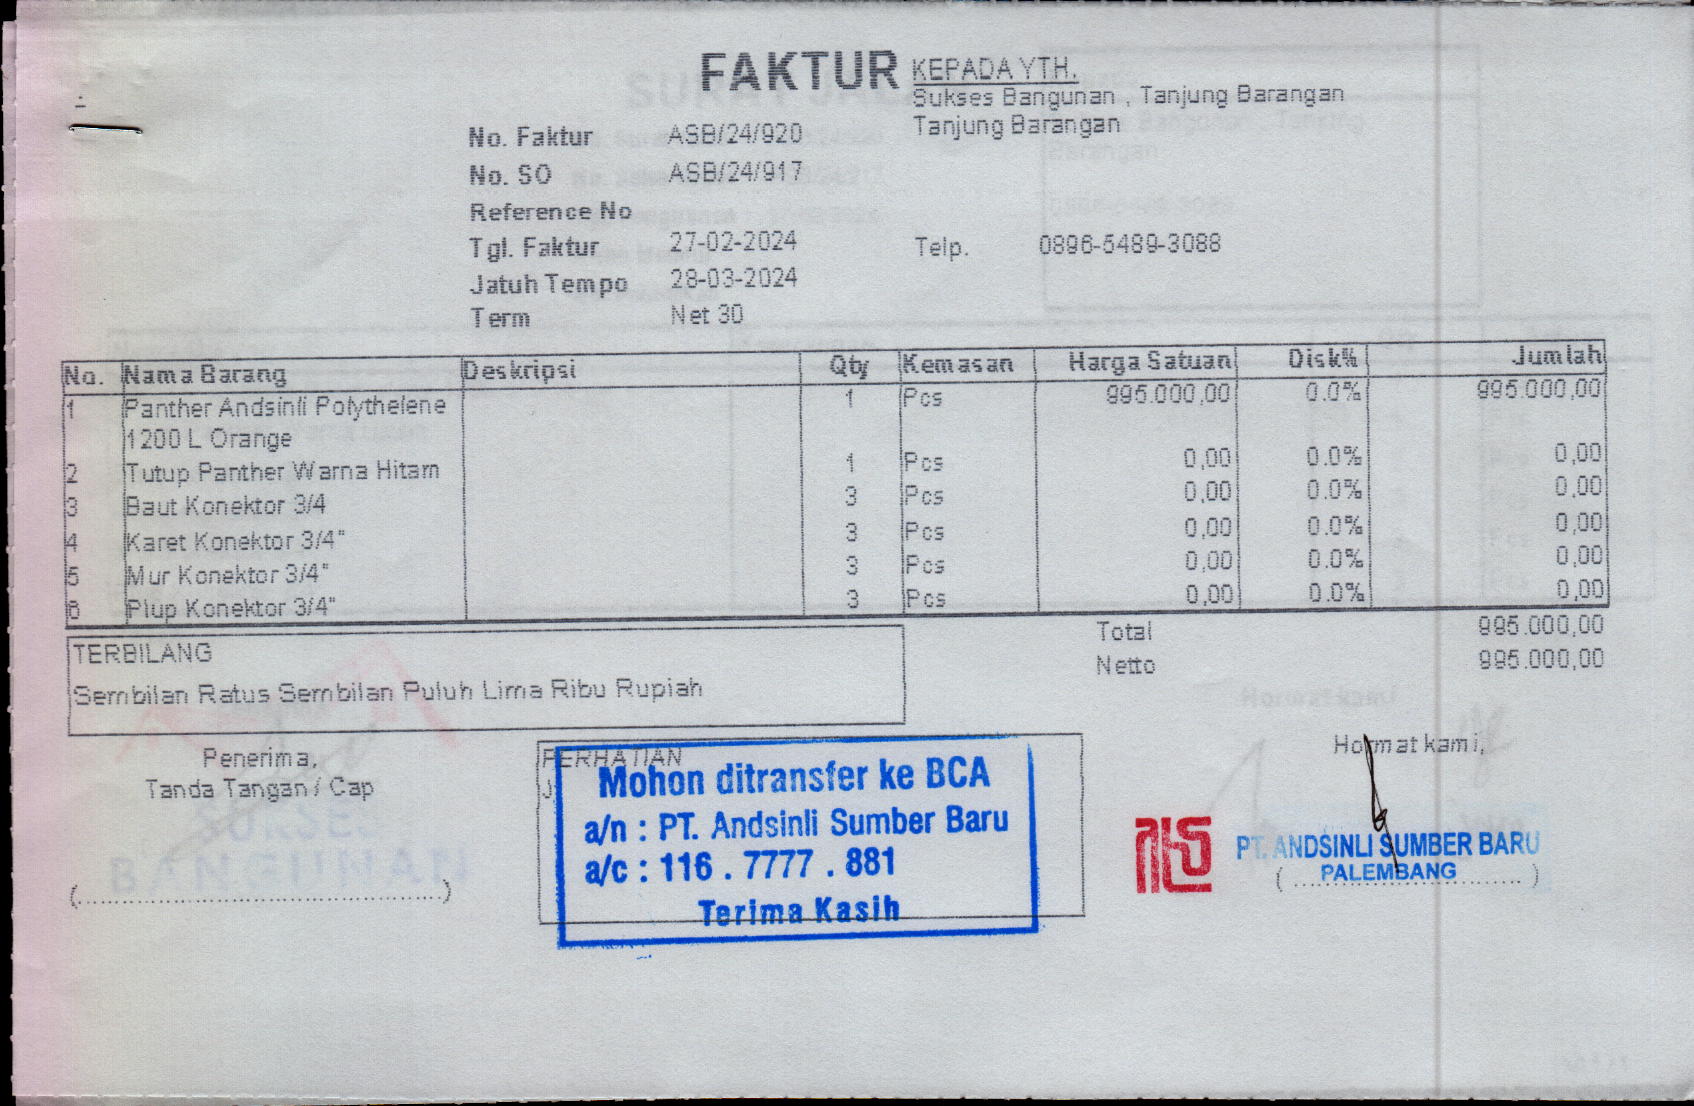 FAKTUR
KEPADA YTH.
Sukses Bangunan , Tanjung Barangan
Tanjung Barangan
No. Faktur ASB/24/920
No. SO ASB/24/917
Reference No
Tgl. Faktur 27-02-2024 Telp. 0896-5489-3088
Jatuh Tempo 28-03-2024
Term Net 30
No. Nama Barang Deskripsi Qty Kemasan Harga Satuan Disk% Jumlah
1 Panther Andsinli Polythelene 1 Pcs 995.000,00 0.0% 995.000,00
1200 L Orange
2 Tutup Panther Warna Hitam 1 Pcs 0,00 0.0% 0,00
3 Baut Konektor 3/4 3 Pcs 0,00 0.0% 0,00
4 Karet Konektor 3/4" 3 Pcs 0,00 0.0% 0,00
5 Mur Konektor 3/4" 3 Pcs 0,00 0.0% 0,00
6 Plup Konektor 3/4" 3 Pcs 0,00 0.0% 0,00
Total 995.000,00
Netto 995.000,00
TERBILANG
Sembilan Ratus Sembilan Puluh Lima Ribu Rupiah
Penerima,
Tanda Tangan / Cap
SUKSES
BANGUNAN
(........................................)
PERHATIAN
Mohon ditransfer ke BCA
a/n : PT. Andsinli Sumber Baru
a/c : 116 . 7777 . 881
Terima Kasih
Hormat kami,
PT. ANDSINLI SUMBER BARU
PALEMBANG
( ........................ )